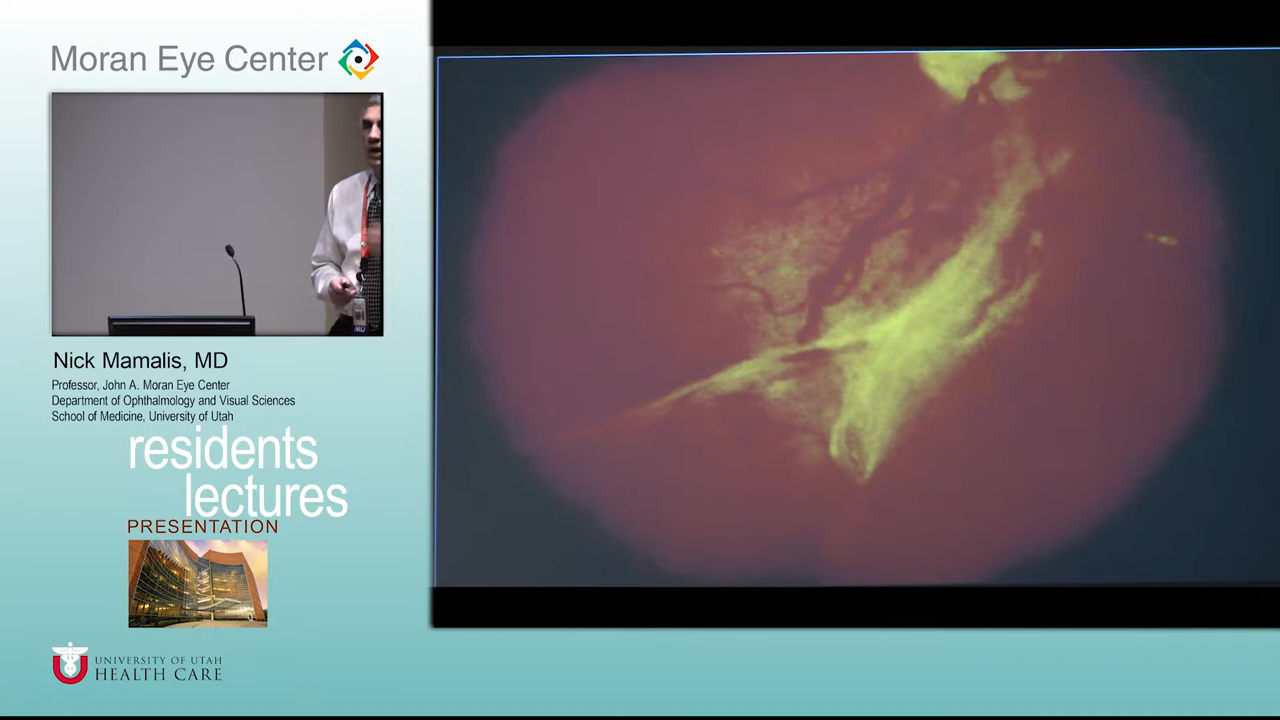 Moran Eye Center
MD
Nick Mamalis, MD
Professor, John A. Moran Eye Center
Department of Ophthalmology and Visual Sciences
School of Medicine, University of Utah
residents
lectures
PRESENTATION
U
UNIVERSITY OF UTAH
HEALTH CARE